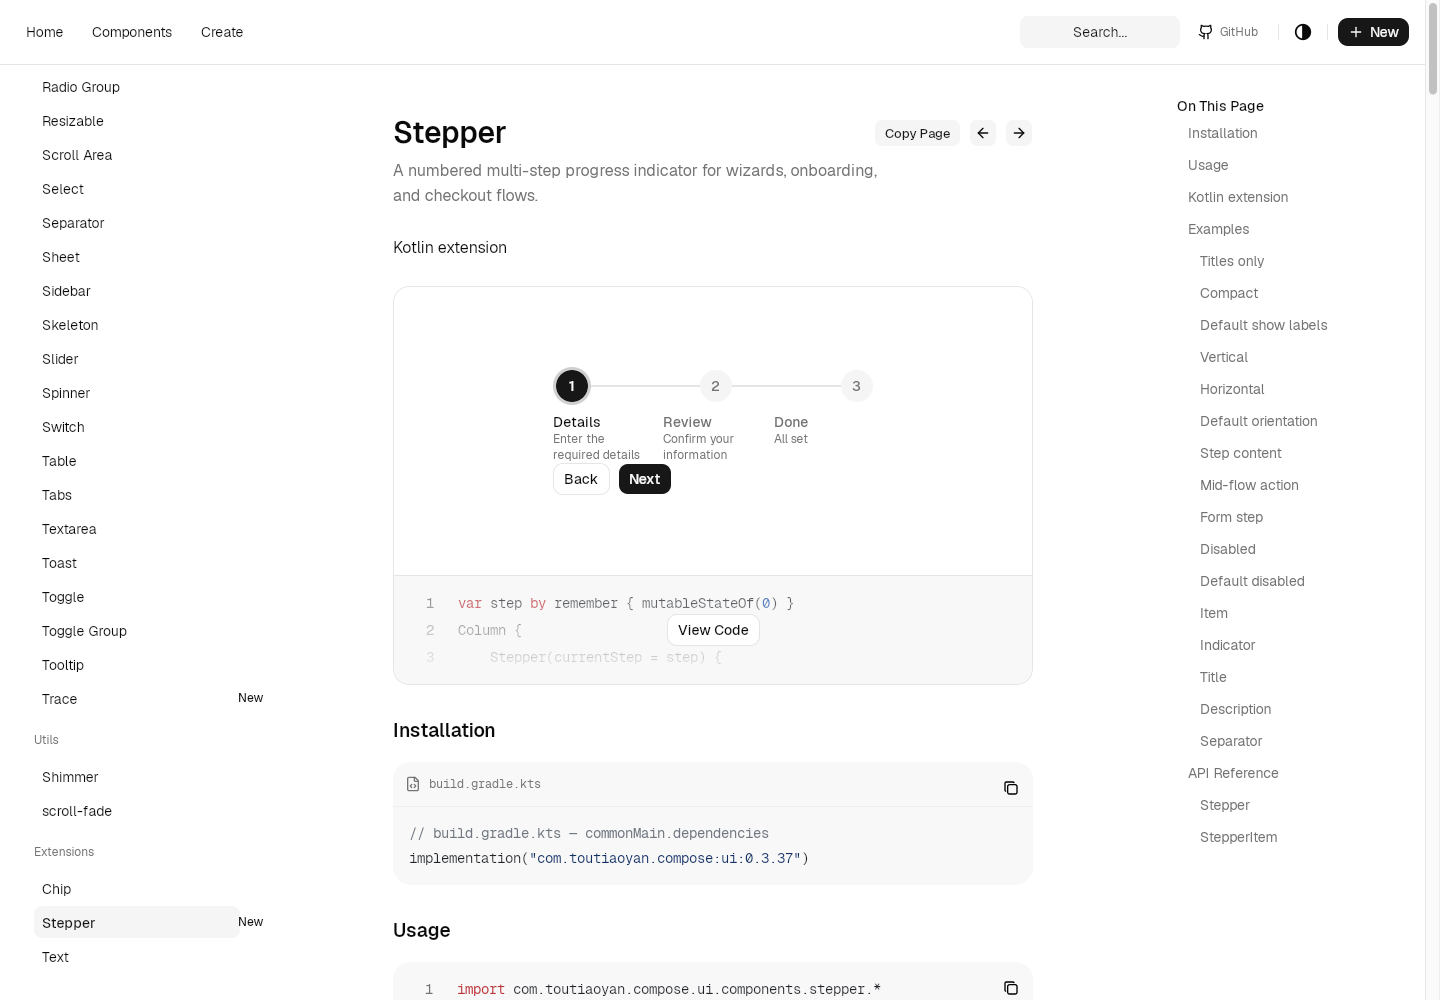 Home
Components
Create
Search...
GitHub
New
Radio Group
Resizable
Scroll Area
Select
Separator
Sheet
Sidebar
Skeleton
Slider
Spinner
Switch
Table
Tabs
Textarea
Toast
Toggle
Toggle Group
Tooltip
Trace New
Utils
Shimmer
scroll-fade
Extensions
Chip
Stepper New
Text
Stepper
Copy Page
A numbered multi-step progress indicator for wizards, onboarding,
and checkout flows.
Kotlin extension
1 2 3
Details Review Done
Enter the Confirm your All set
required details information
Back Next
1 var step by remember { mutableStateOf(0) }
2 Column {
View Code
3 Stepper(currentStep = step) {
Installation
build.gradle.kts
// build.gradle.kts — commonMain.dependencies
implementation("com.toutiaoyan.compose:ui:0.3.37")
Usage
1 import com.toutiaoyan.compose.ui.components.stepper.*
On This Page
Installation
Usage
Kotlin extension
Examples
Titles only
Compact
Default show labels
Vertical
Horizontal
Default orientation
Step content
Mid-flow action
Form step
Disabled
Default disabled
Item
Indicator
Title
Description
Separator
API Reference
Stepper
StepperItem